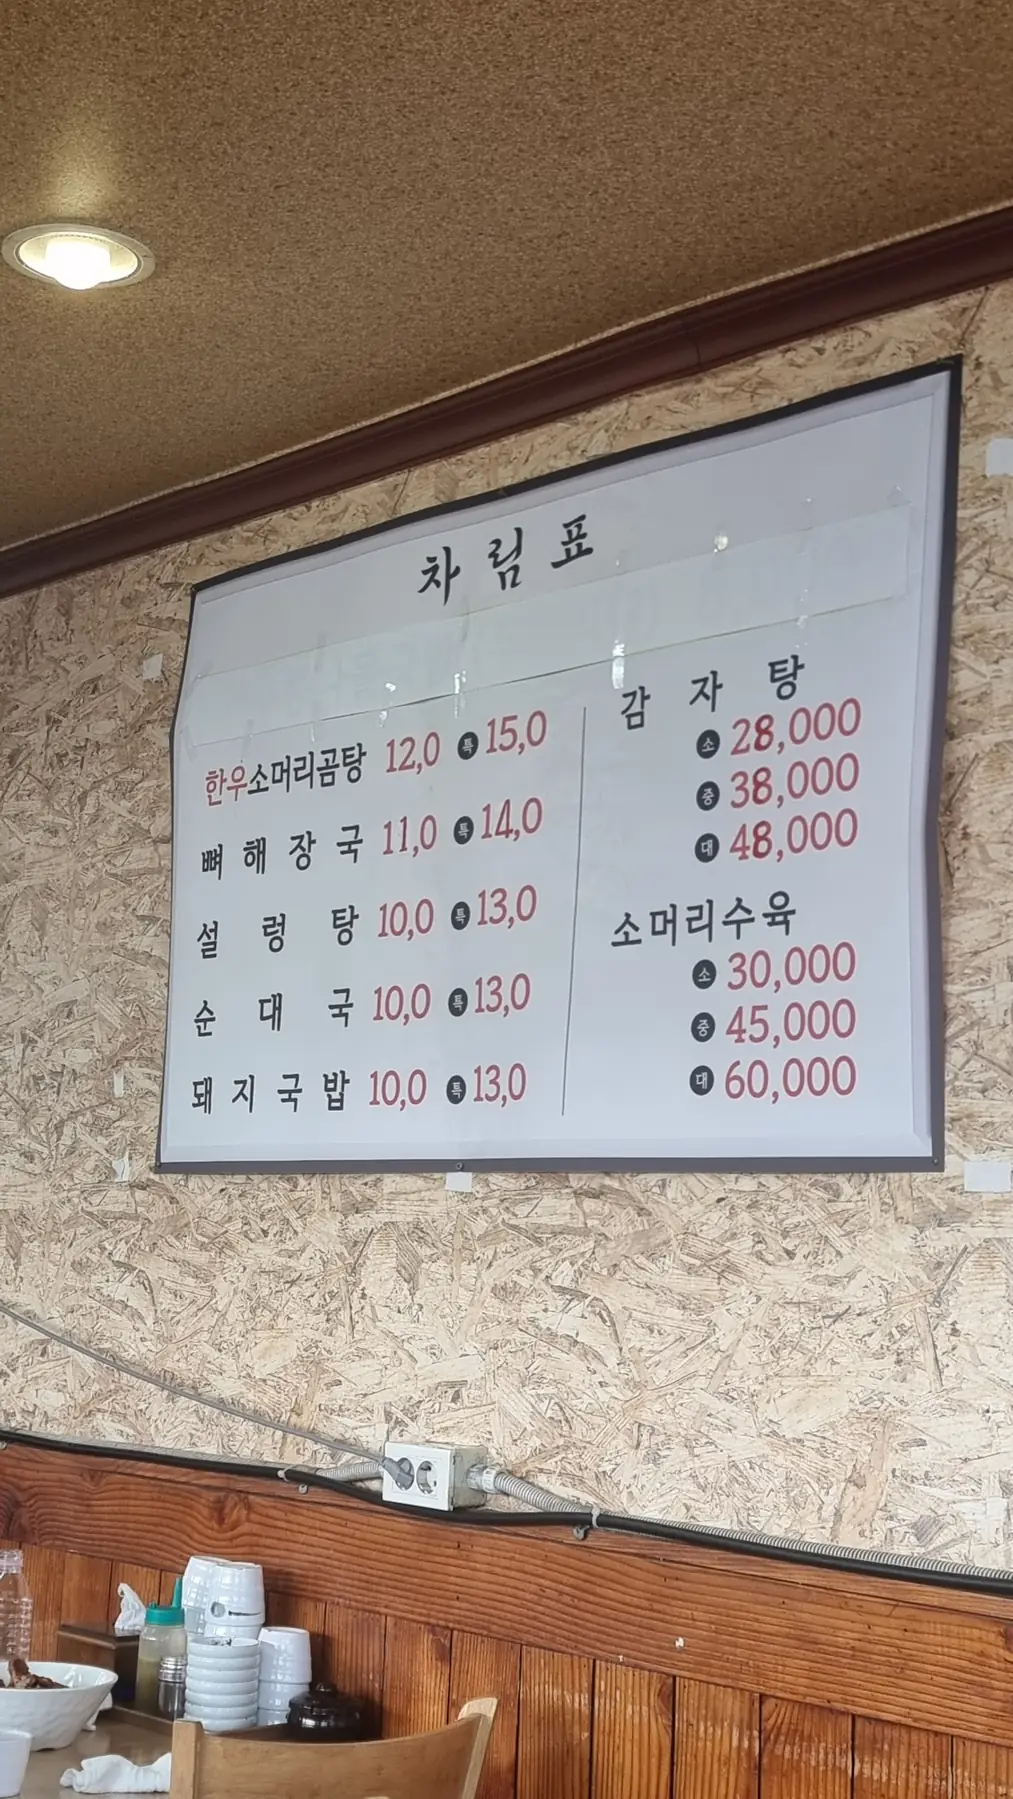 차림표
한우소머리곰탕 12,0 특 15,0
뼈해장국 11,0 특 14,0
설렁탕 10,0 특 13,0
순대국 10,0 특 13,0
돼지국밥 10,0 특 13,0
감자탕
소 28,000
중 38,000
대 48,000
소머리수육
소 30,000
중 45,000
대 60,000